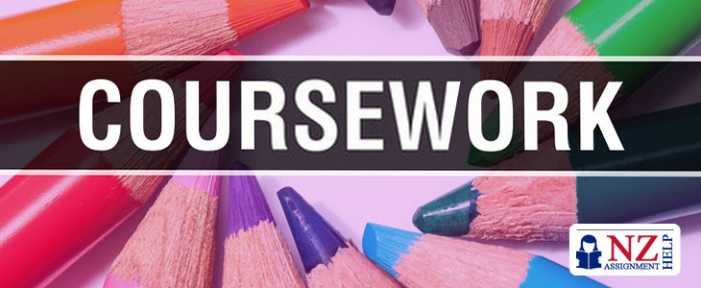 COURSEWORK
NZ
ASSIGNMENT
HELP